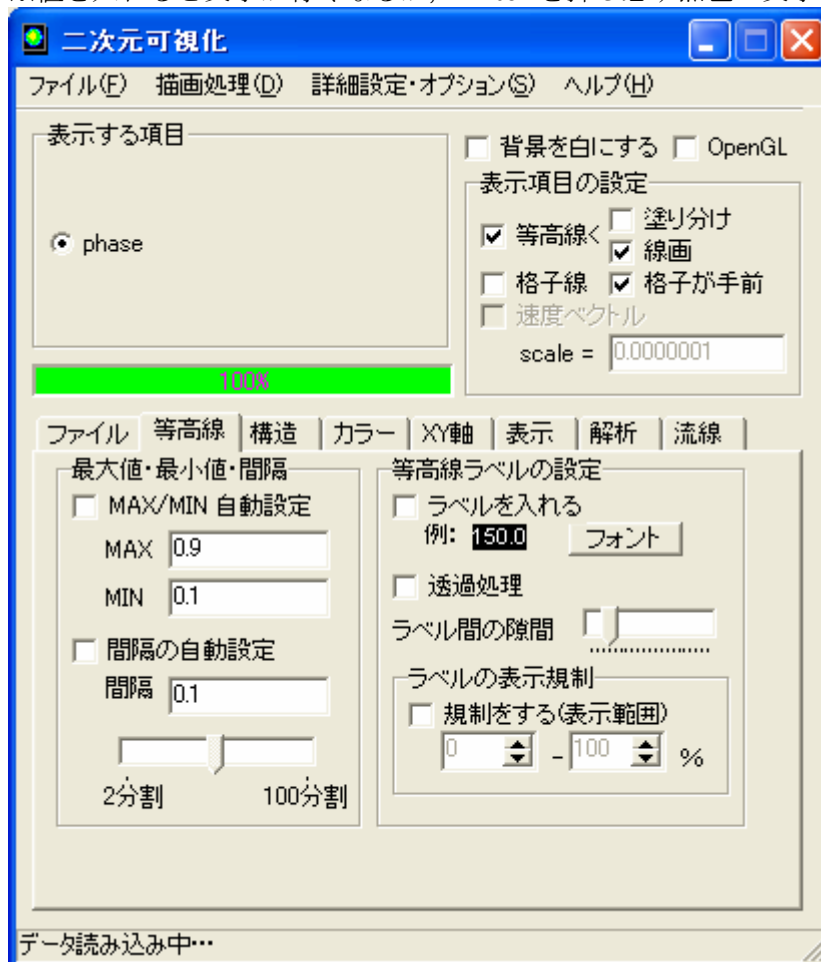 二次元可視化
ファイル(F) 描画処理(D) 詳細設定・オプション(S) ヘルプ(H)
表示する項目
phase
100%
背景を白にする OpenGL
表示項目の設定
等高線く 塗り分け
線画
格子線 格子が手前
速度ベクトル
scale = 0.0000001
ファイル 等高線 構造 カラー XY軸 表示 解析 流線
最大値・最小値・間隔
MAX/MIN 自動設定
MAX 0.9
MIN 0.1
間隔の自動設定
間隔 0.1
2分割 100分割
等高線ラベルの設定
ラベルを入れる
例: 150.0 フォント
透過処理
ラベル間の隙間
ラベルの表示規制
規制をする(表示範囲)
0 - 100 %
データ読み込み中…